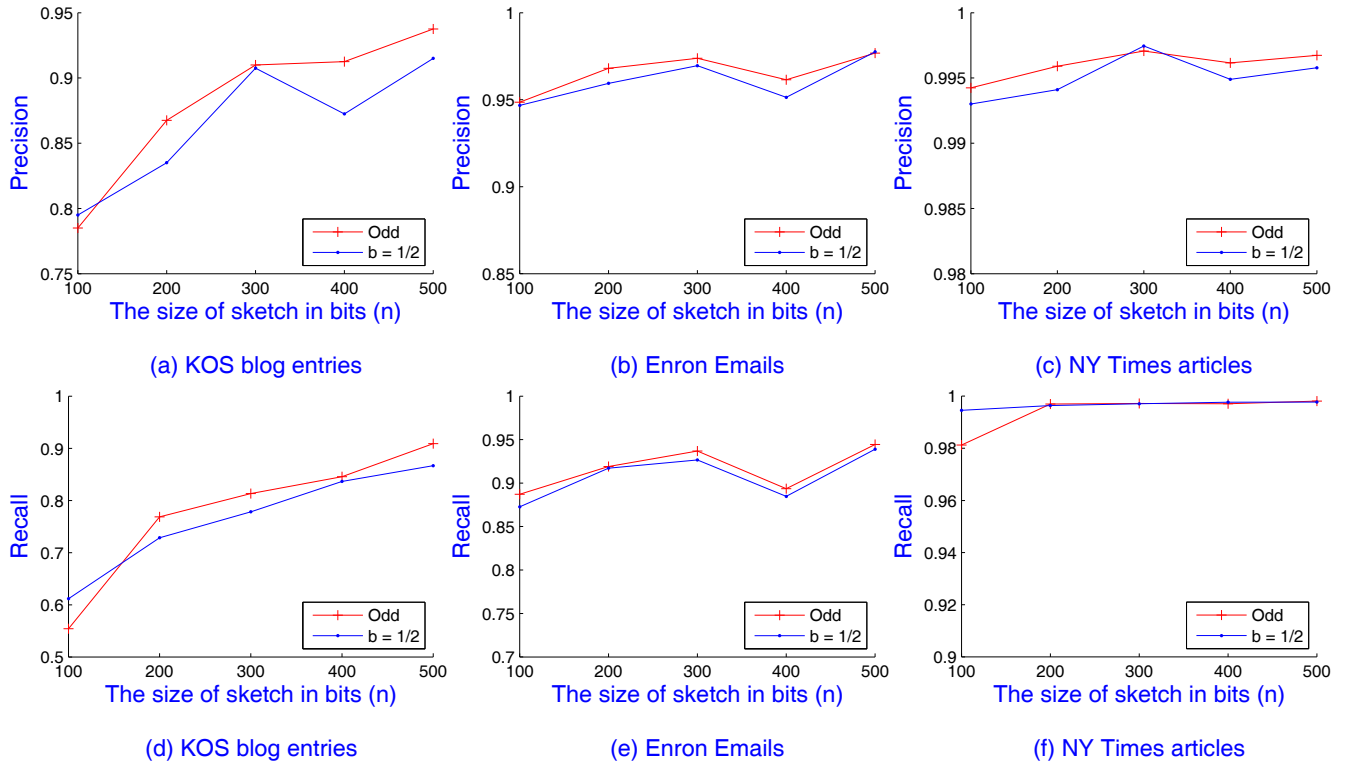 0.95
0.9
0.85
0.8
0.75
Precision
100 200 300 400 500
The size of sketch in bits (n)
Odd
b = 1/2
(a) KOS blog entries
1
0.95
0.9
0.85
Precision
100 200 300 400 500
The size of sketch in bits (n)
Odd
b = 1/2
(b) Enron Emails
1
0.995
0.99
0.985
0.98
Precision
100 200 300 400 500
The size of sketch in bits (n)
Odd
b = 1/2
(c) NY Times articles
1
0.9
0.8
0.7
0.6
0.5
Recall
100 200 300 400 500
The size of sketch in bits (n)
Odd
b = 1/2
(d) KOS blog entries
1
0.95
0.9
0.85
0.8
0.75
0.7
Recall
100 200 300 400 500
The size of sketch in bits (n)
Odd
b = 1/2
(e) Enron Emails
1
0.98
0.96
0.94
0.92
0.9
Recall
100 200 300 400 500
The size of sketch in bits (n)
Odd
b = 1/2
(f) NY Times articles